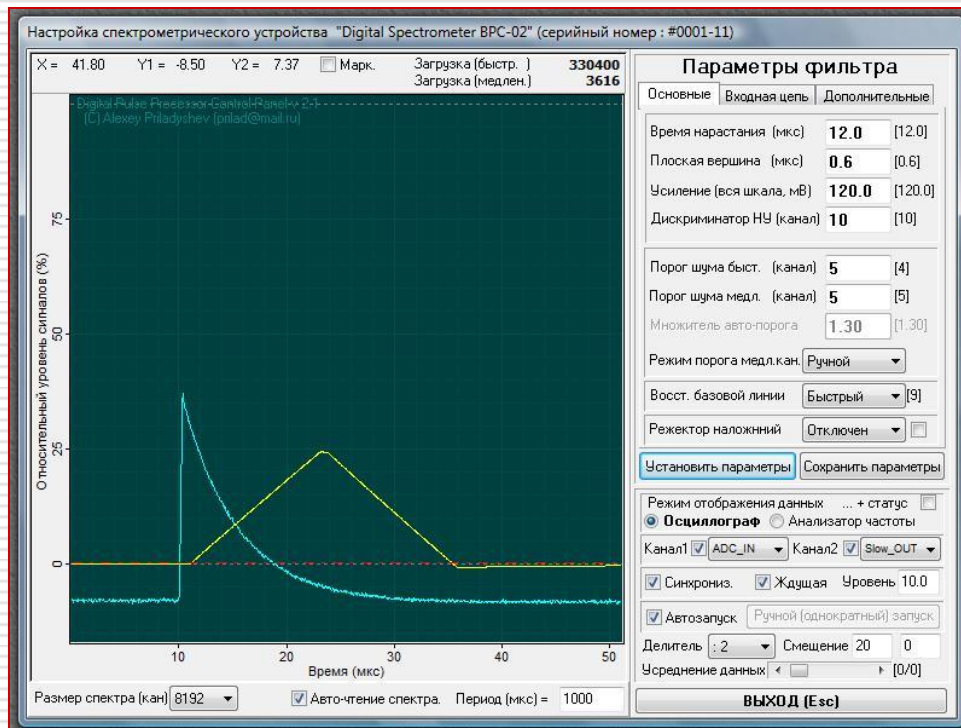 Настройка спектрометрического устройства "Digital Spectrometer BPC-02" (серийный номер : #0001-11)
X = 41.80 Y1 = -8.50 Y2 = 7.37 Марк. Загрузка (быстр. ) 330400
Загрузка (медлен.) 3616
Digital Pulse Processor Control Panel v 2.1
(C) Alexey Priladyshev (prilad@mail.ru)
Относительный уровень сигналов (%)
75
50
25
0
10 20 30 40 50
Время (мкс)
Размер спектра (кан) 8192 Авто-чтение спектра. Период (мкс) = 1000
Параметры фильтра
Основные Входная цепь Дополнительные
Время нарастания (мкс) 12.0 [12.0]
Плоская вершина (мкс) 0.6 [0.6]
Усиление (вся шкала, мВ) 120.0 [120.0]
Дискриминатор НУ (канал) 10 [10]
Порог шума быст. (канал) 5 [4]
Порог шума медл. (канал) 5 [5]
Множитель авто-порога 1.30 [1.30]
Режим порога медл.кан. Ручной
Восст. базовой линии Быстрый [9]
Режектор наложнний Отключен
Установить параметры Сохранить параметры
Режим отображения данных ... + статус
Осциллограф Анализатор частоты
Канал1 ADC_IN Канал2 Slow_OUT
Синхрониз. Ждущая Уровень 10.0
Автозапуск Ручной (однократный) запуск
Делитель : 2 Смещение 20 0
Усреднение данных [0/0]
ВЫХОД (Esc)